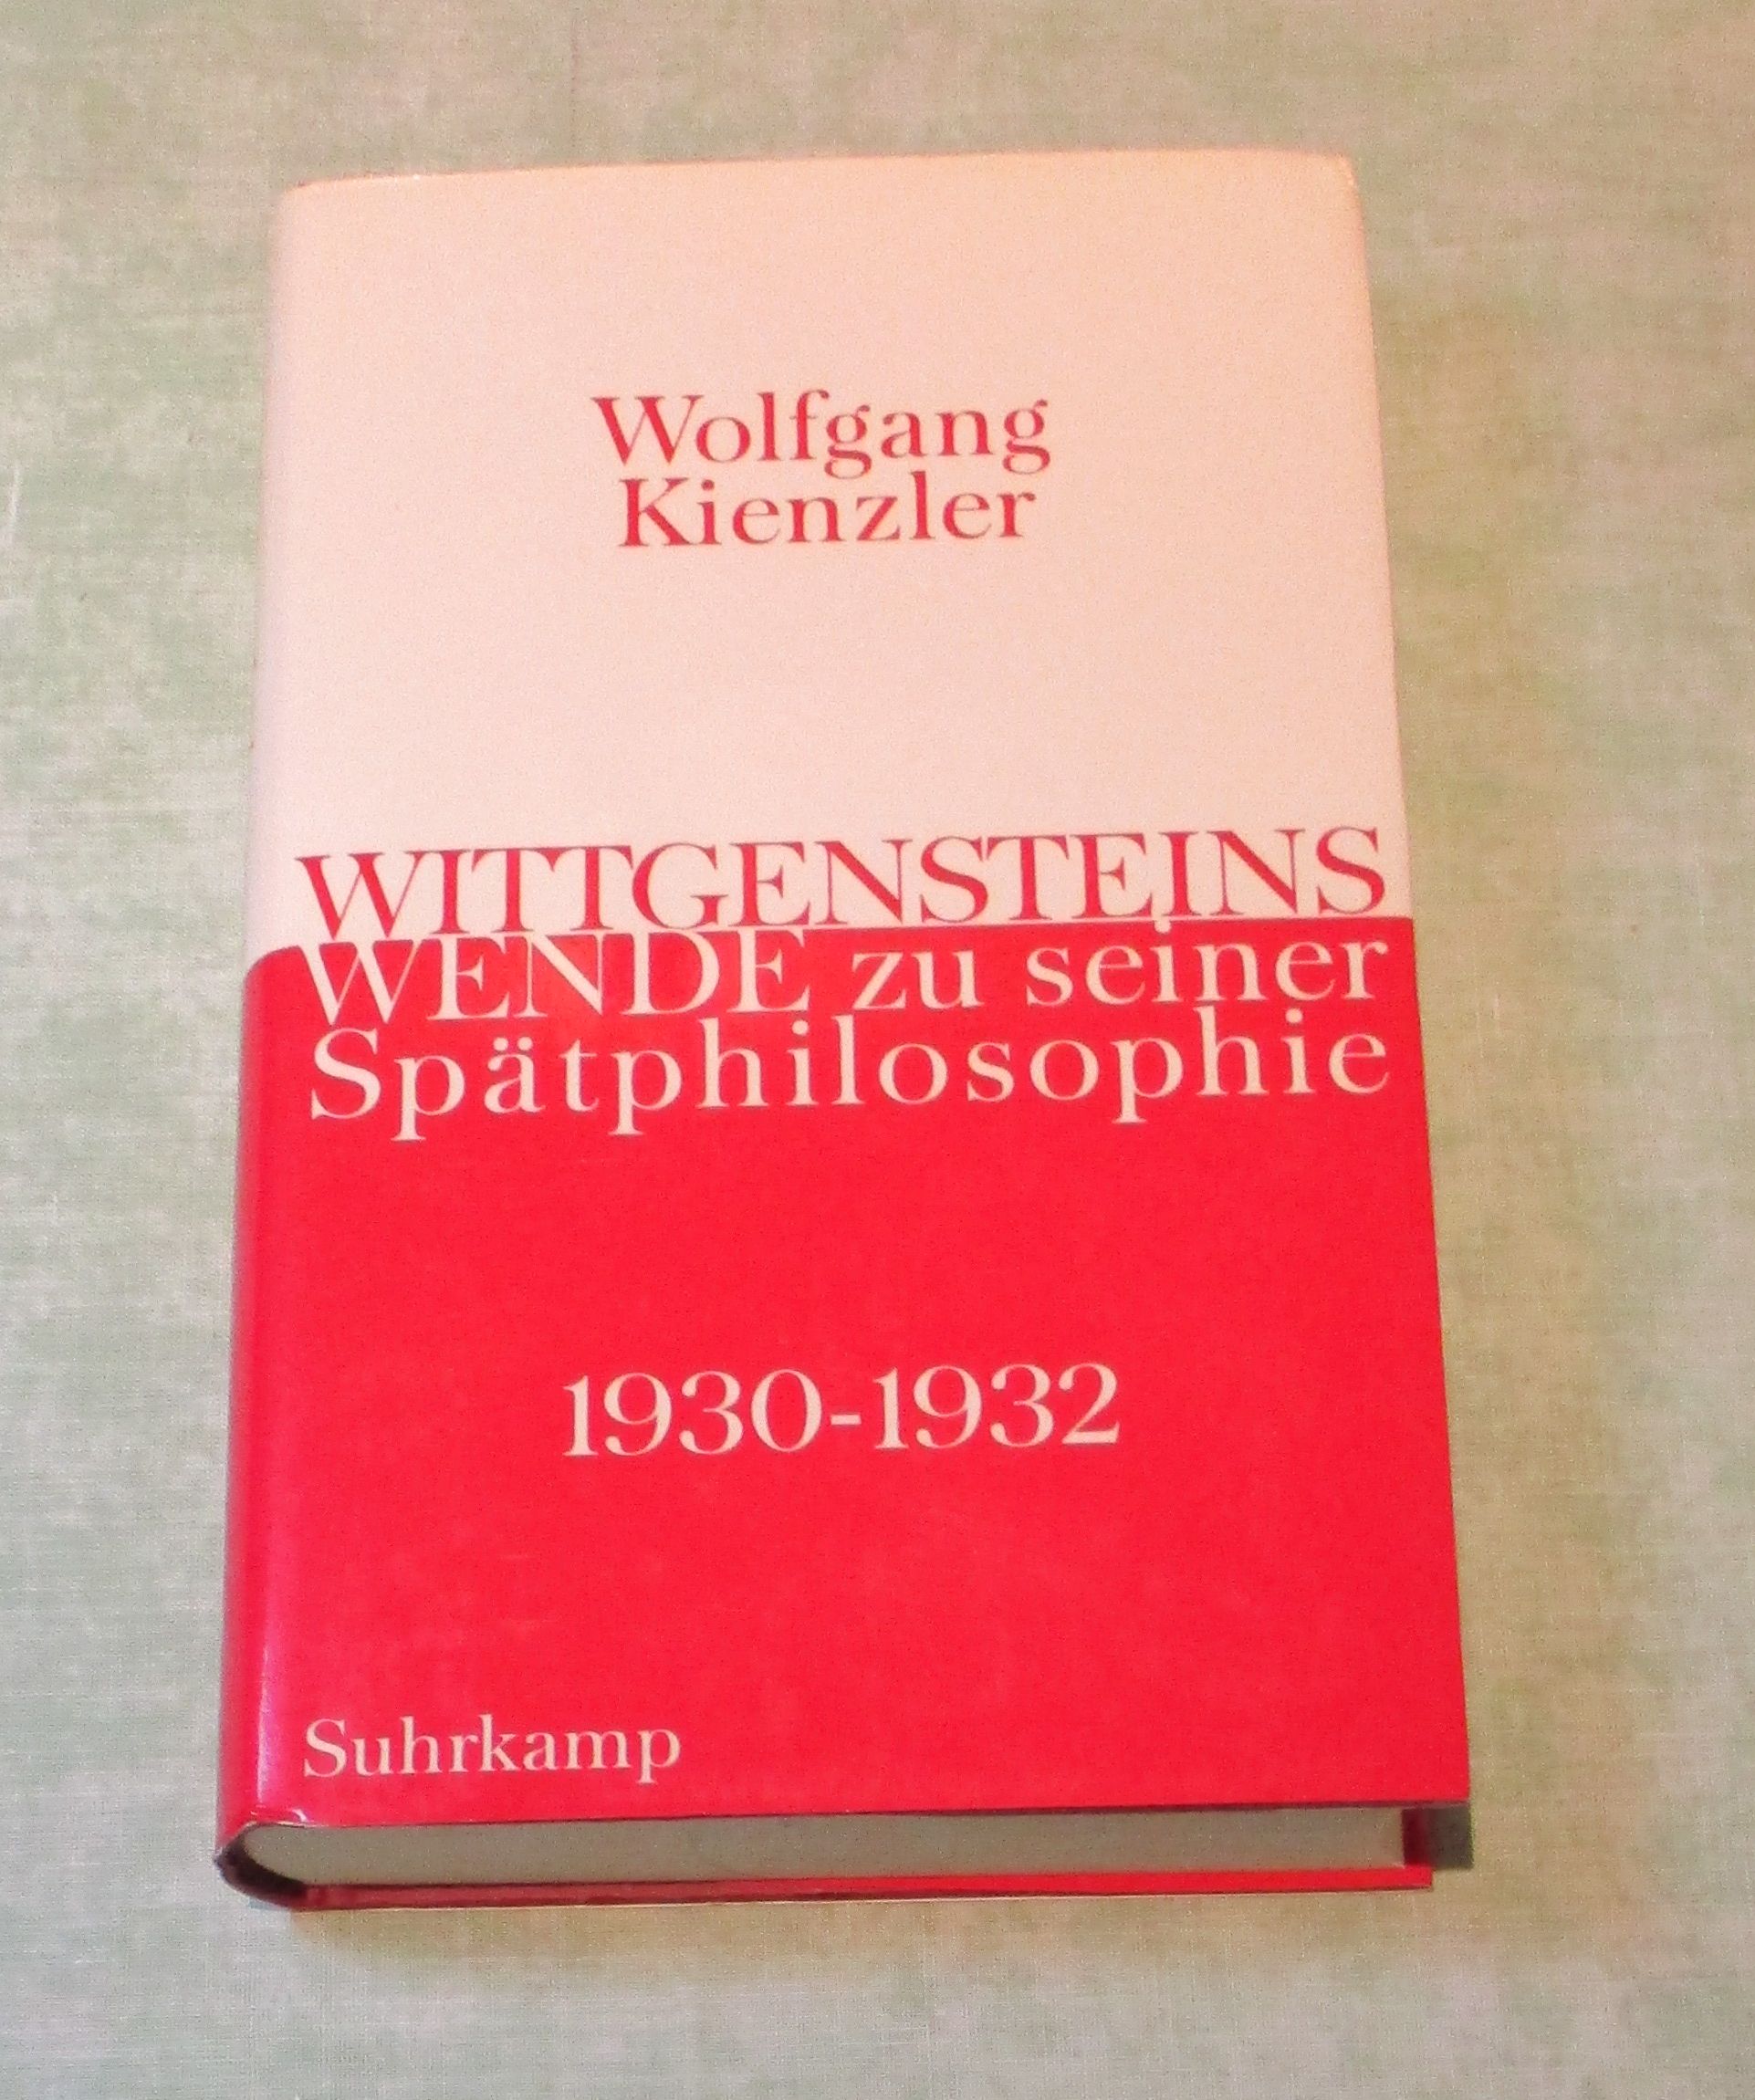 Wolfgang
Kienzler
WITTGENSTEINS
WENDE zu seiner
Spätphilosophie
1930-1932
Suhrkamp